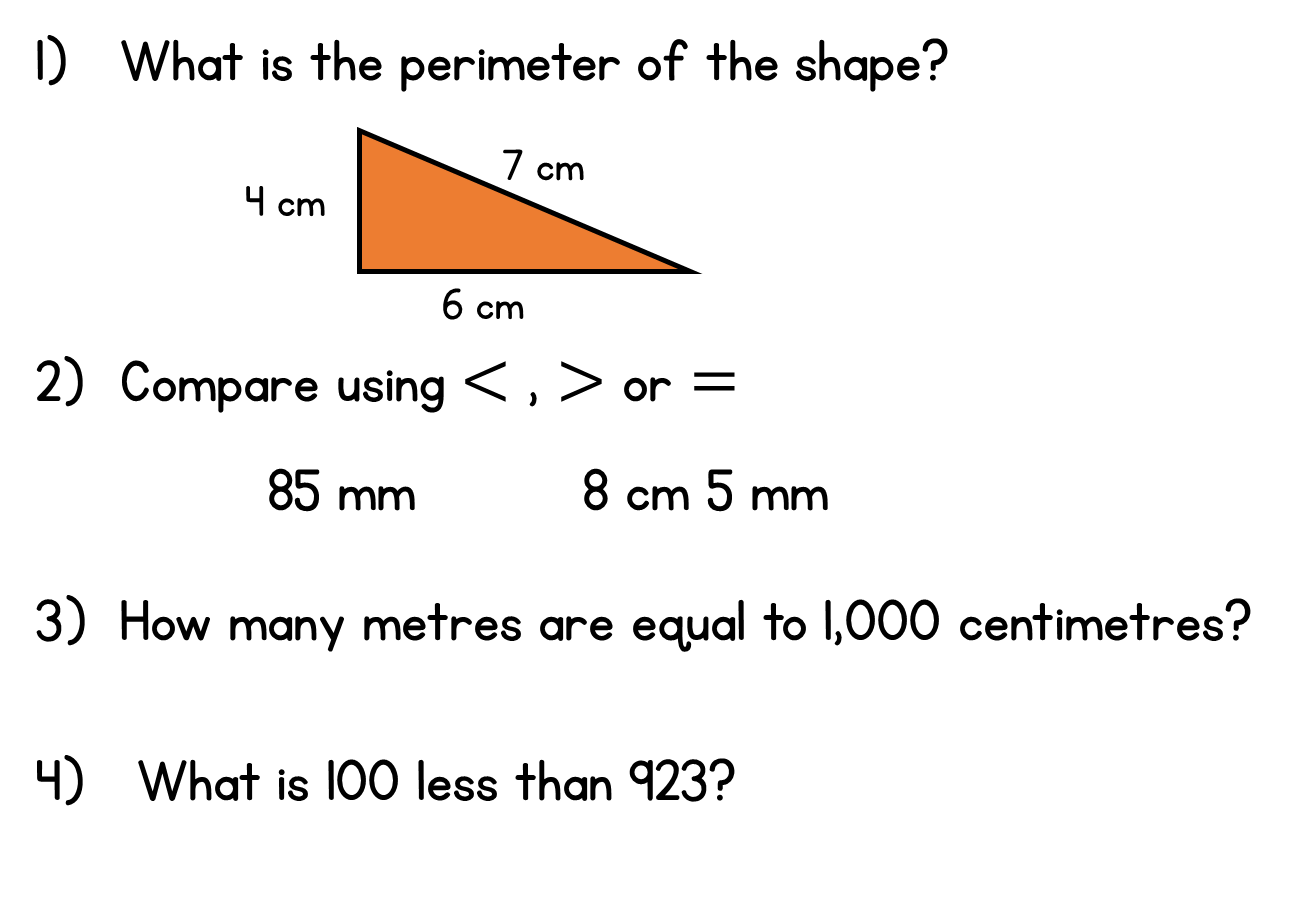 1) What is the perimeter of the shape?
7 cm
4 cm
6 cm
2) Compare using < , > or =
85 mm 8 cm 5 mm
3) How many metres are equal to 1,000 centimetres?
4) What is 100 less than 923?